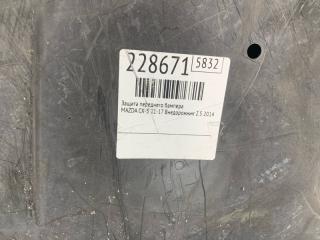 228671 5832
Защита переднего бампера
MAZDA CX-5 11-17 Внедорожник 2.5 2014